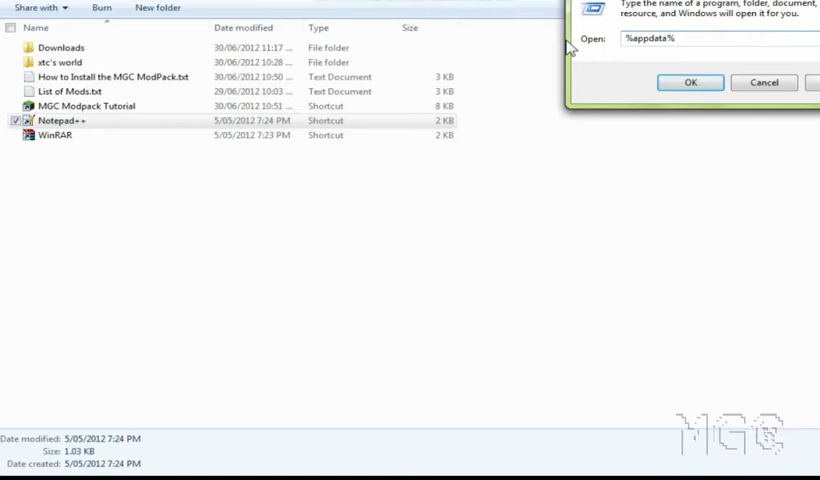 Share with Burn New folder
Type the name of a program, folder, document,
resource, and Windows will open it for you.
Name Date modified Type Size
Open: %appdata%
Downloads 30/06/2012 11:17 ... File folder
xtc's world 30/06/2012 10:28 ... File folder
How to Install the MGC ModPack.txt 30/06/2012 10:50 ... Text Document 3 KB
OK Cancel
List of Mods.txt 29/06/2012 10:03 ... Text Document 3 KB
MGC Modpack Tutorial 30/06/2012 10:51 ... Shortcut 8 KB
Notepad++ 5/05/2012 7:24 PM Shortcut 2 KB
WinRAR 5/05/2012 7:23 PM Shortcut 2 KB
MGC
Date modified: 5/05/2012 7:24 PM
Size: 1.03 KB
Date created: 5/05/2012 7:24 PM